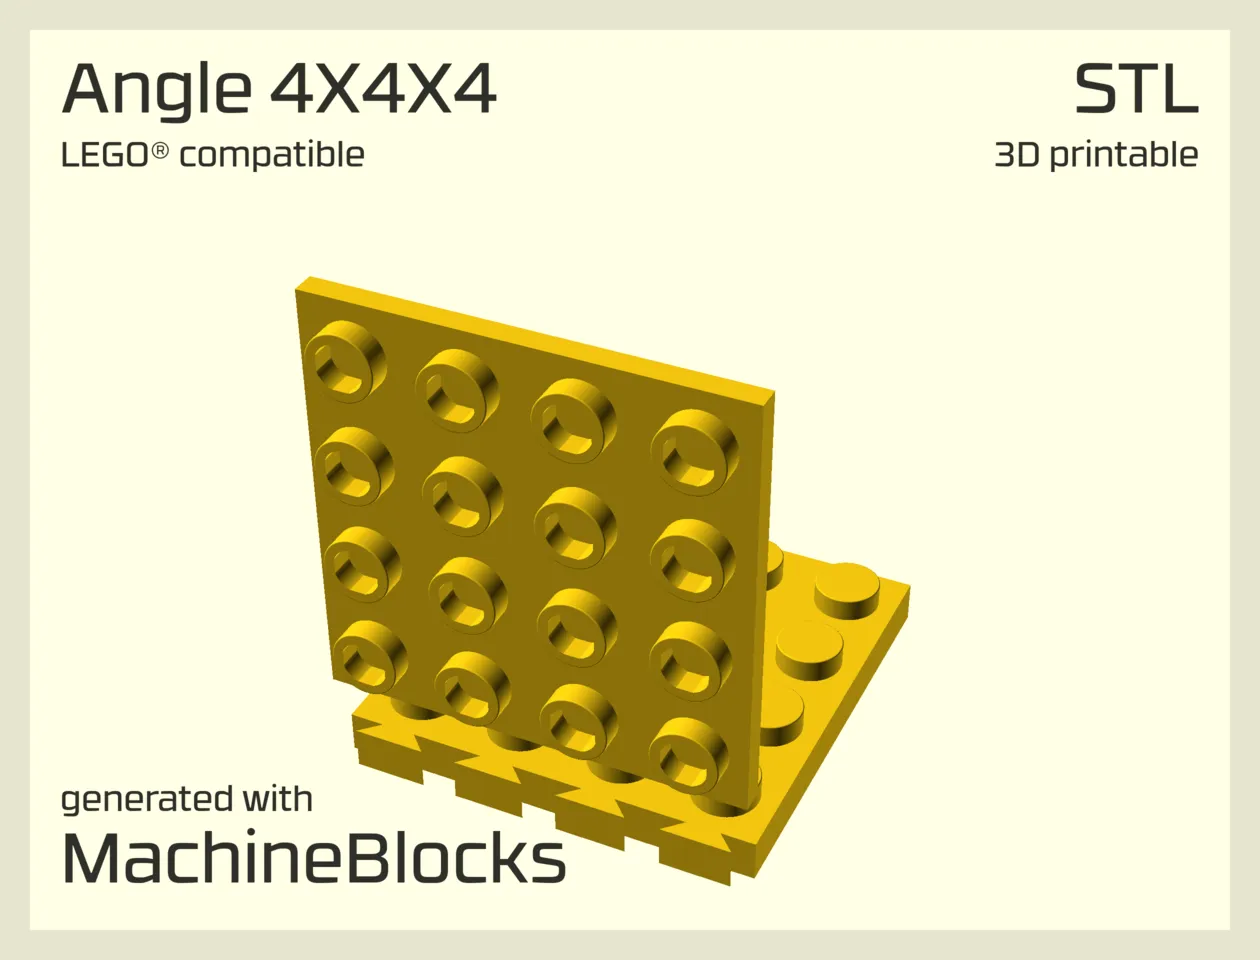 Angle 4X4X4
LEGO® compatible
STL
3D printable
generated with
MachineBlocks